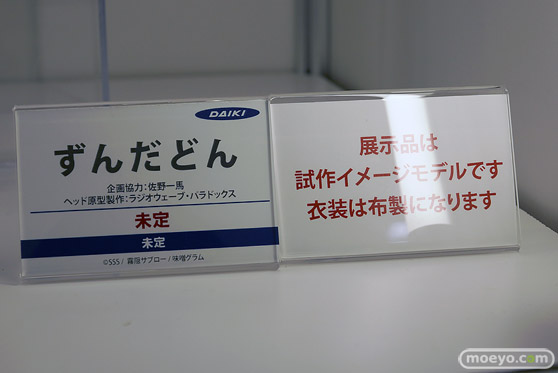 DAIKI
ずんだどん
企画協力:佐野一馬
ヘッド原型製作:ラジオウェーブ・パラドックス
未定
未定
©SSS/ 霧隠サブロー/味噌グラム
展示品は
試作イメージモデルです
衣装は布製になります
moeyo.com